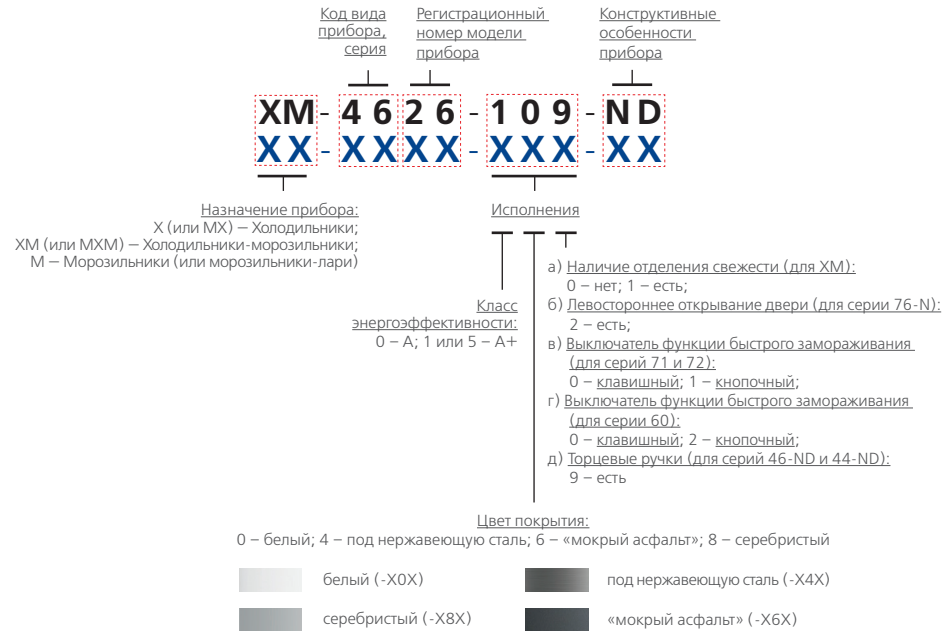 Код вида
прибора,
серия
Регистрационный
номер модели
прибора
Конструктивные
особенности
прибора
ХМ - 4 6 2 6 - 1 0 9 - N D
X X - X X X X - X X X - X X
Назначение прибора:
Х (или МХ) – Холодильники;
ХМ (или МХМ) – Холодильники-морозильники;
М – Морозильники (или морозильники-лари)
Исполнения
Класс
энергоэффективности:
0 – А; 1 или 5 – А+
а) Наличие отделения свежести (для ХМ):
0 – нет; 1 – есть;
б) Левостороннее открывание двери (для серии 76-N):
2 – есть;
в) Выключатель функции быстрого замораживания
(для серий 71 и 72):
0 – клавишный; 1 – кнопочный;
г) Выключатель функции быстрого замораживания
(для серии 60):
0 – клавишный; 2 – кнопочный;
д) Торцевые ручки (для серий 46-ND и 44-ND):
9 – есть
Цвет покрытия:
0 – белый; 4 – под нержавеющую сталь; 6 – «мокрый асфальт»; 8 – серебристый
белый (-X0X)
под нержавеющую сталь (-X4X)
серебристый (-X8X)
«мокрый асфальт» (-X6X)